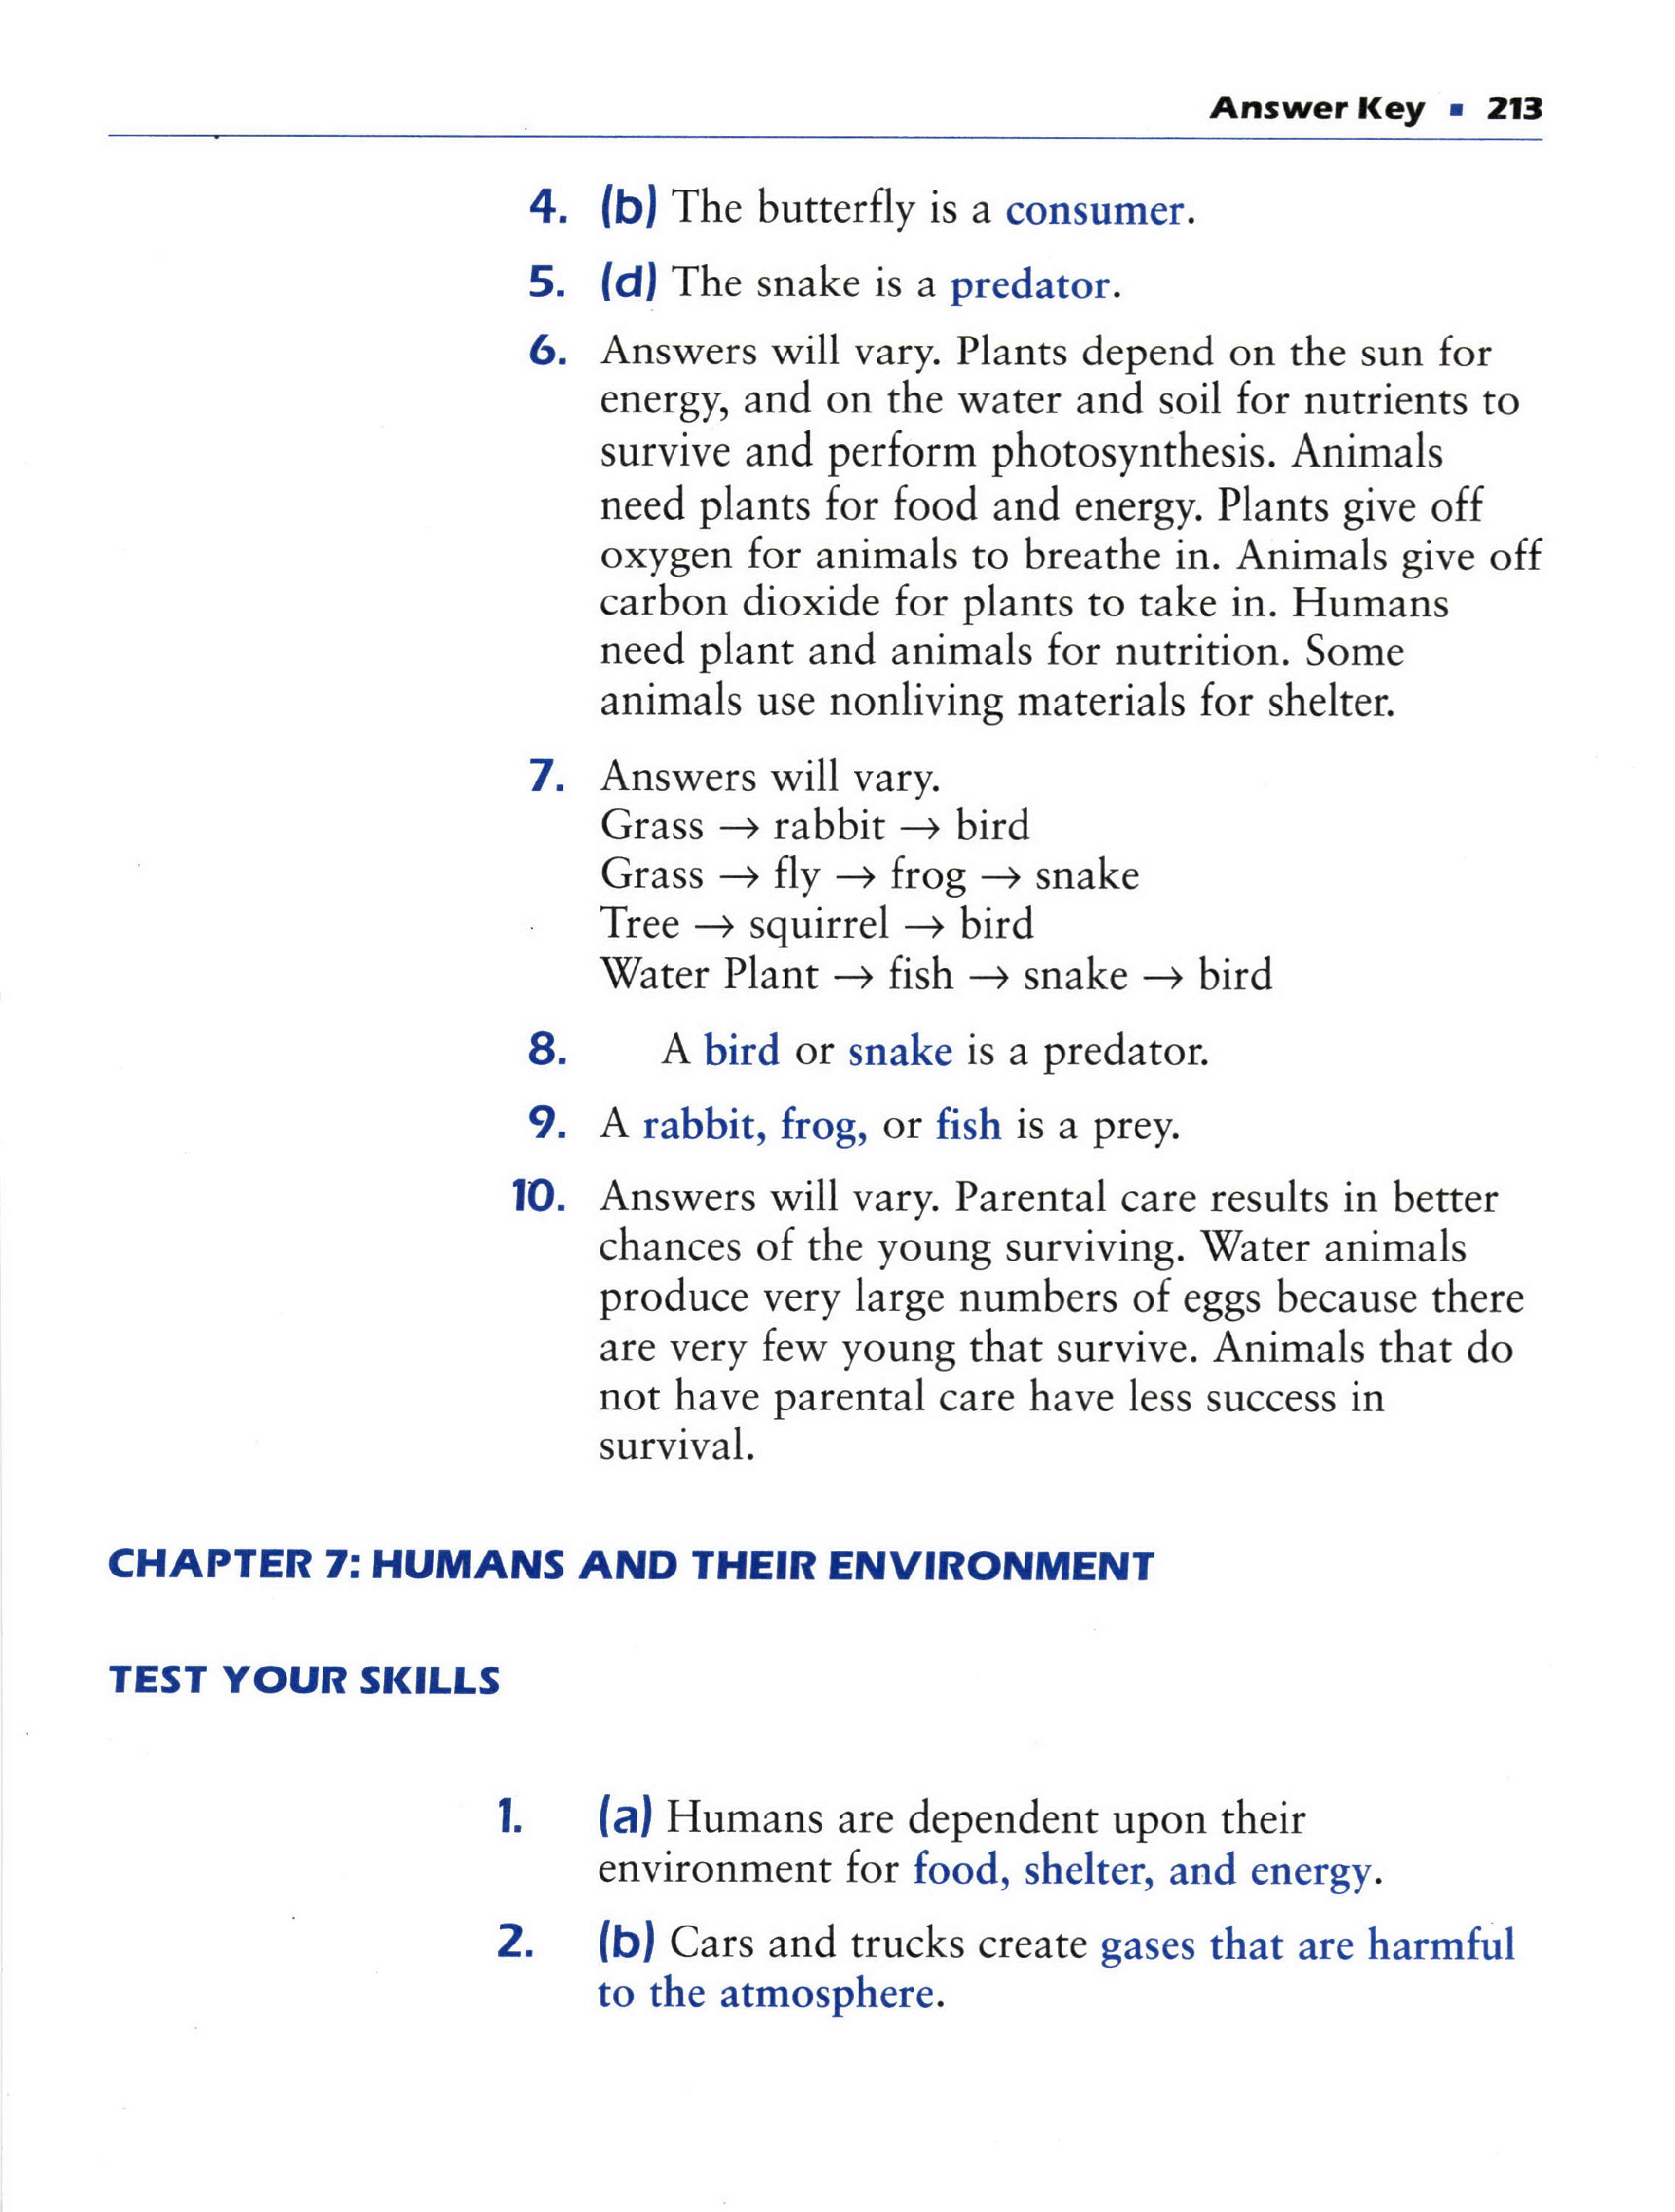 Answer Key ▪ 213
4. (b) The butterfly is a consumer.
5. (d) The snake is a predator.
6. Answers will vary. Plants depend on the sun for
energy, and on the water and soil for nutrients to
survive and perform photosynthesis. Animals
need plants for food and energy. Plants give off
oxygen for animals to breathe in. Animals give off
carbon dioxide for plants to take in. Humans
need plant and animals for nutrition. Some
animals use nonliving materials for shelter.
7. Answers will vary.
Grass → rabbit → bird
Grass → fly → frog → snake
Tree → squirrel → bird
Water Plant → fish → snake → bird
8. A bird or snake is a predator.
9. A rabbit, frog, or fish is a prey.
10. Answers will vary. Parental care results in better
chances of the young surviving. Water animals
produce very large numbers of eggs because there
are very few young that survive. Animals that do
not have parental care have less success in
survival.
CHAPTER 7: HUMANS AND THEIR ENVIRONMENT
TEST YOUR SKILLS
1. (a) Humans are dependent upon their
environment for food, shelter, and energy.
2. (b) Cars and trucks create gases that are harmful
to the atmosphere.